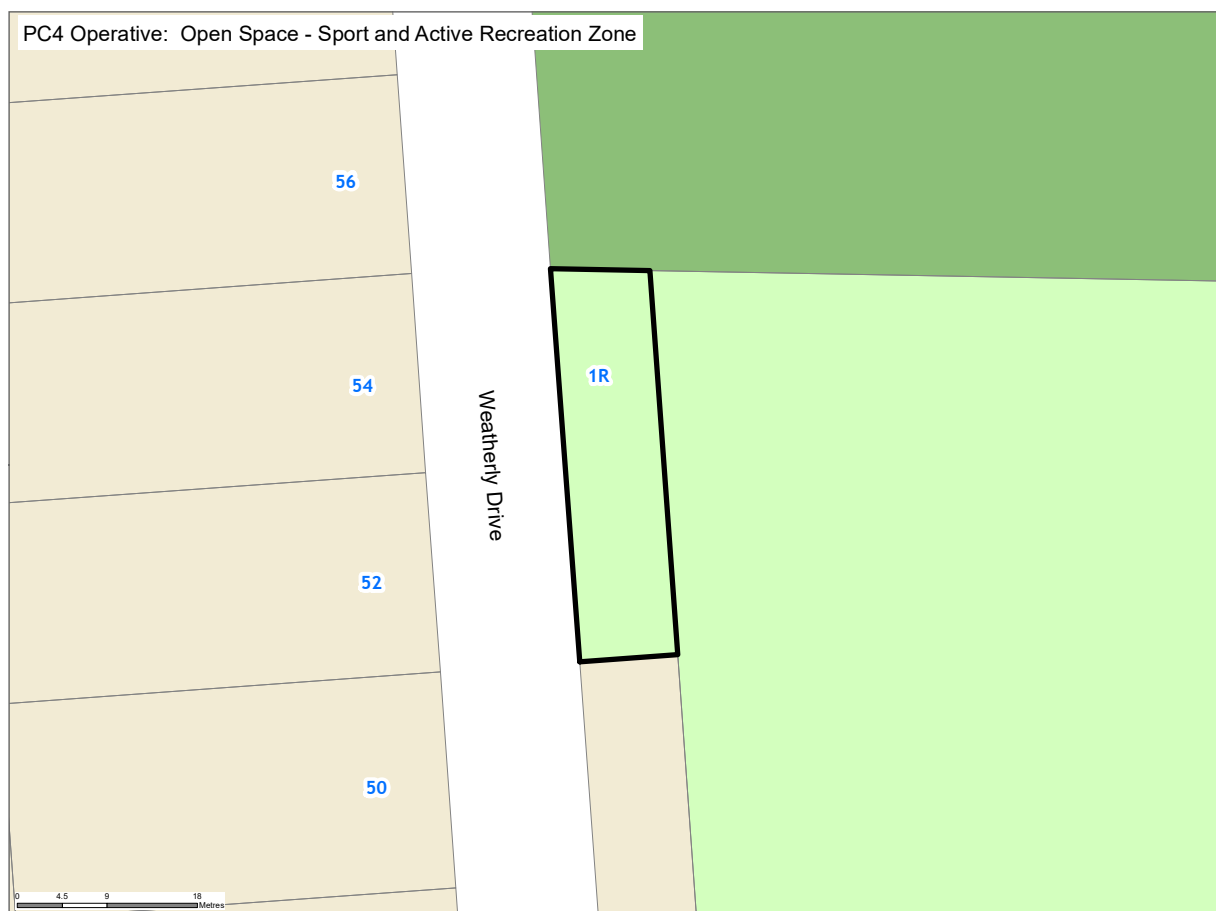 PC4 Operative: Open Space - Sport and Active Recreation Zone
56
1R
54
Weatherly Drive
52
50
0 4.5 9 18
Metres